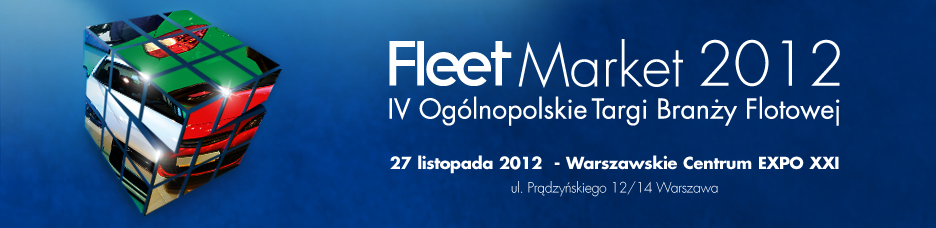 Fleet Market 2012
IV Ogólnopolskie Targi Branży Flotowej
27 listopada 2012 - Warszawskie Centrum EXPO XXI
ul. Prądzyńskiego 12/14 Warszawa